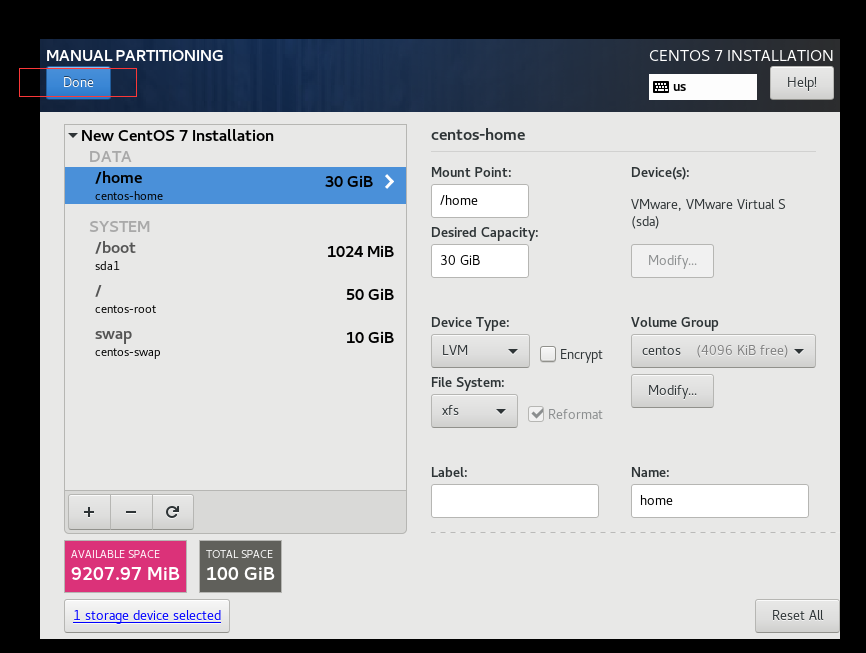 MANUAL PARTITIONING
CENTOS 7 INSTALLATION
Done
us
Help!
New CentOS 7 Installation
DATA
/home
30 GiB
centos-home
SYSTEM
/boot
1024 MiB
sda1
/
50 GiB
centos-root
swap
10 GiB
centos-swap
+
−
AVAILABLE SPACE
9207.97 MiB
TOTAL SPACE
100 GiB
1 storage device selected
centos-home
Mount Point:
/home
Desired Capacity:
30 GiB
Device(s):
VMware, VMware Virtual S
(sda)
Modify...
Device Type:
LVM
Encrypt
Volume Group
centos (4096 KiB free)
File System:
xfs
Reformat
Modify...
Label:
Name:
home
Reset All